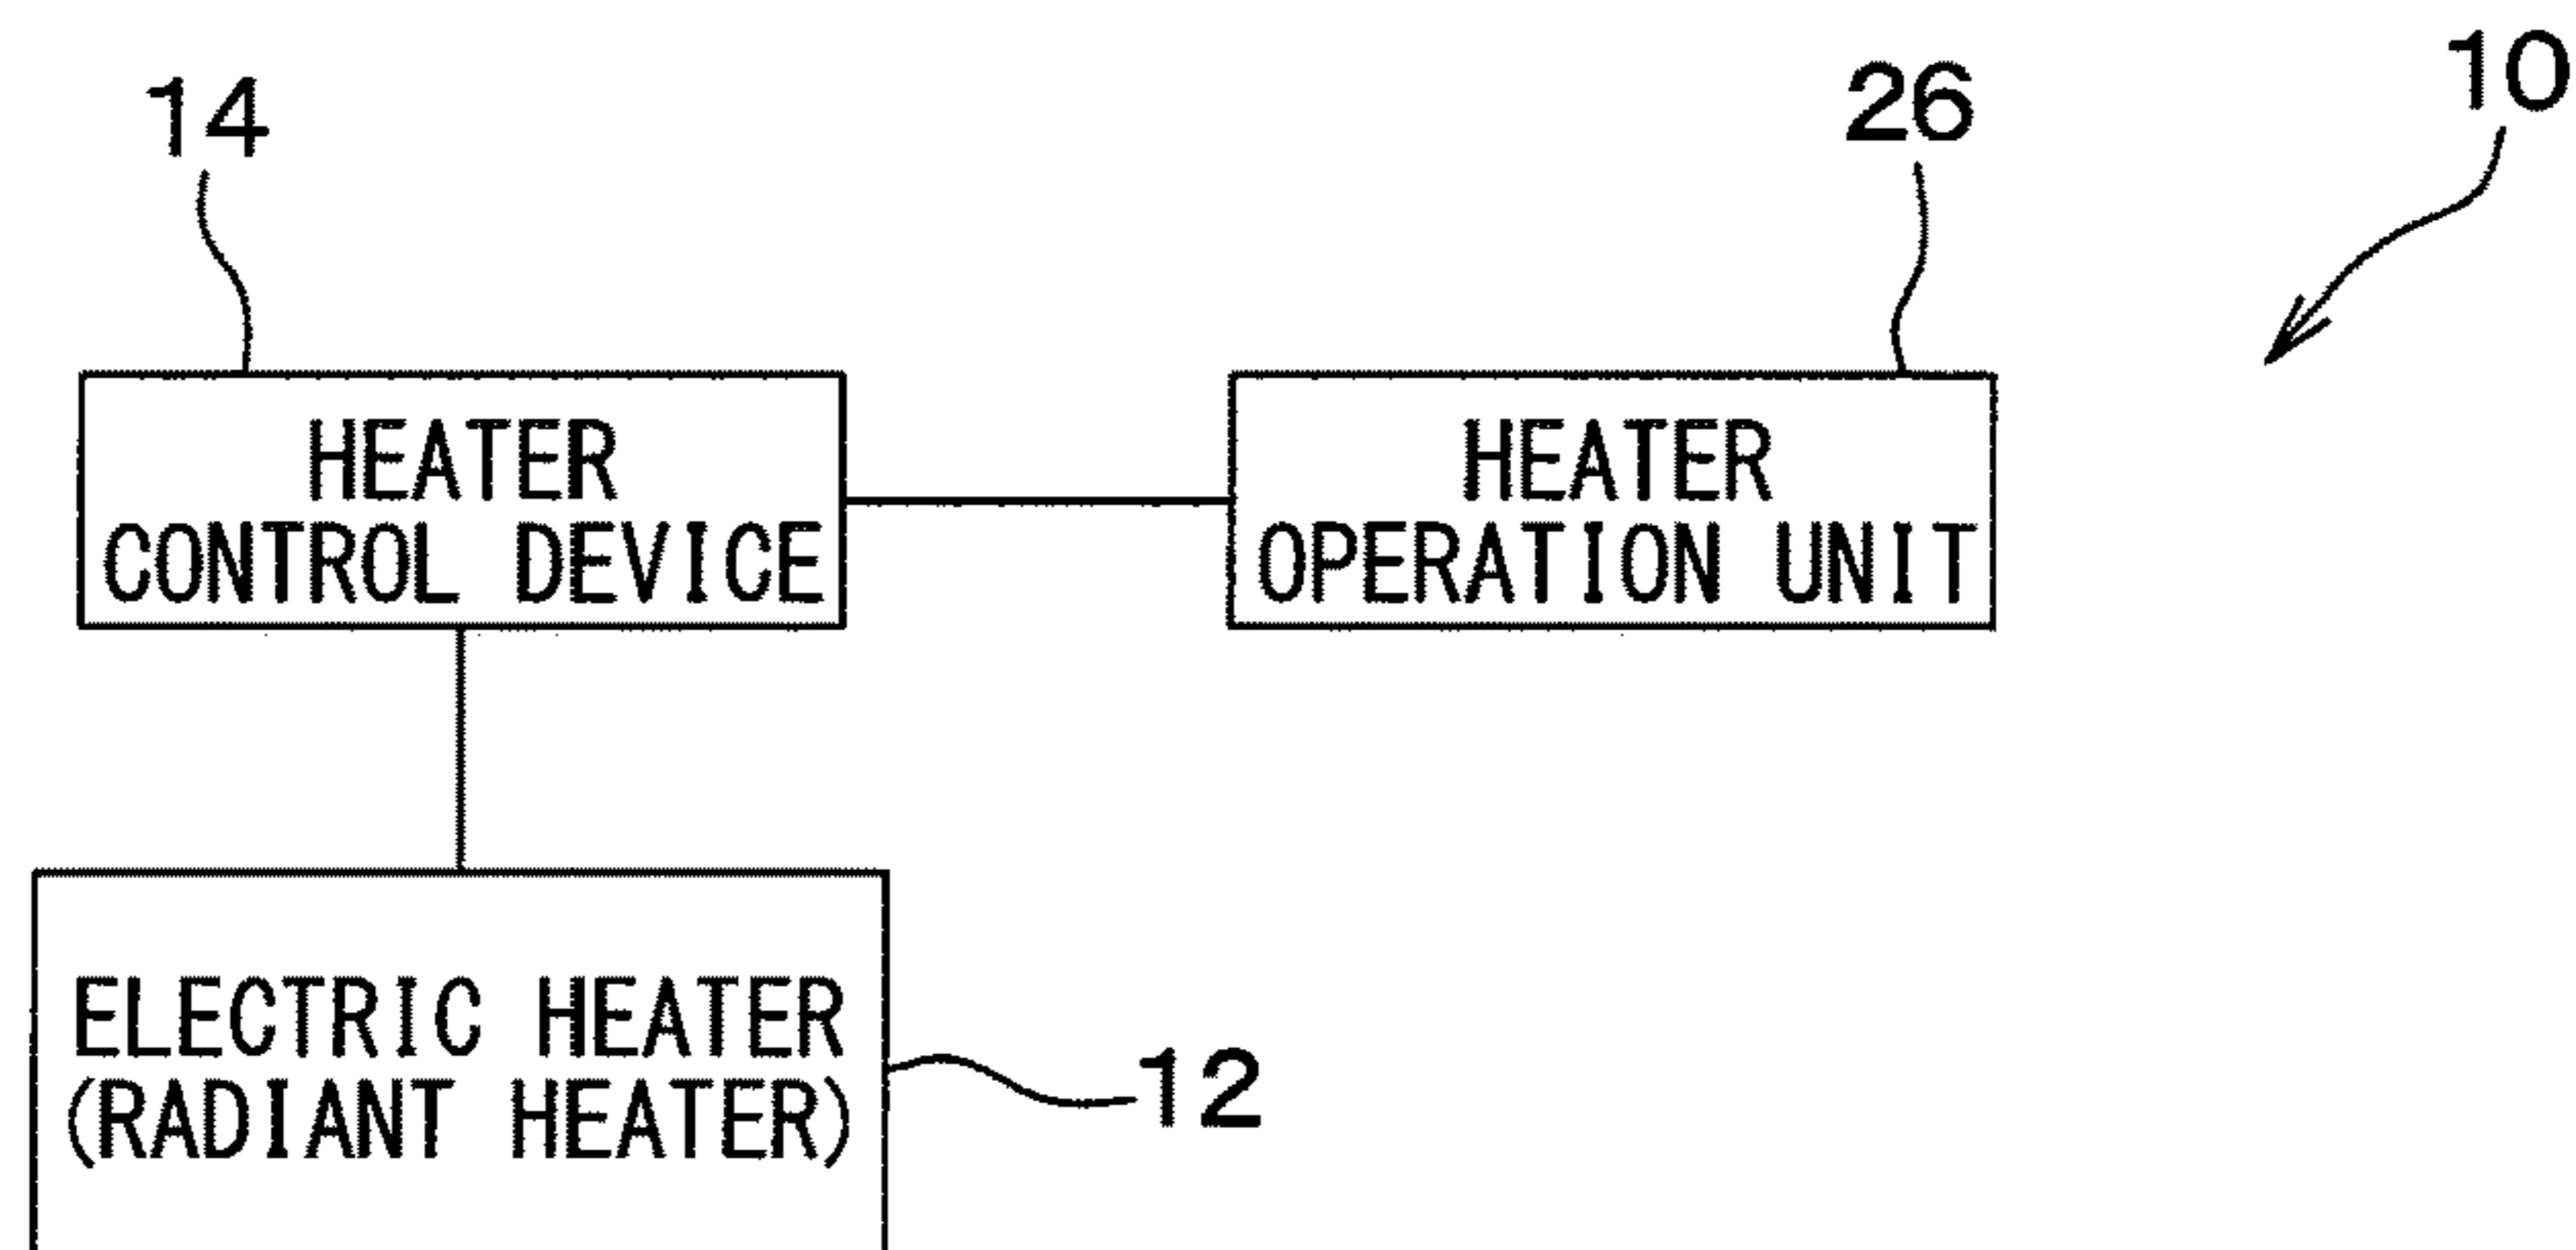 14
26
10
HEATER
CONTROL DEVICE
HEATER
OPERATION UNIT
ELECTRIC HEATER
(RADIANT HEATER)
12